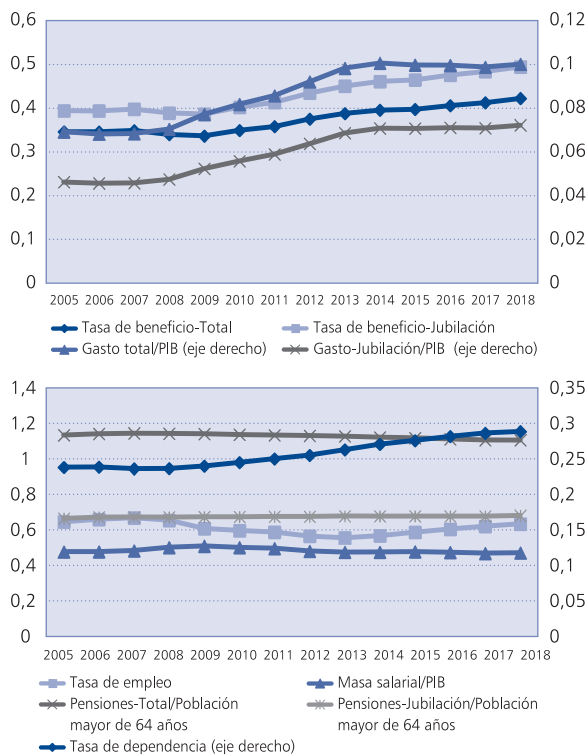 0,6
0,5
0,4
0,3
0,2
0,1
0
0,12
0,1
0,08
0,06
0,04
0,02
0
2005 2006 2007 2008 2009 2010 2011 2012 2013 2014 2015 2016 2017 2018
Tasa de beneficio-Total
Tasa de beneficio-Jubilación
Gasto total/PIB (eje derecho)
Gasto-Jubilación/PIB (eje derecho)
1,4
1,2
1
0,8
0,6
0,4
0,2
0
0,35
0,3
0,25
0,2
0,15
0,1
0,05
0
2005 2006 2007 2008 2009 2010 2011 2012 2013 2014 2015 2016 2017 2018
Tasa de empleo
Masa salarial/PIB
Pensiones-Total/Población
mayor de 64 años
Pensiones-Jubilación/Población
mayor de 64 años
Tasa de dependencia (eje derecho)